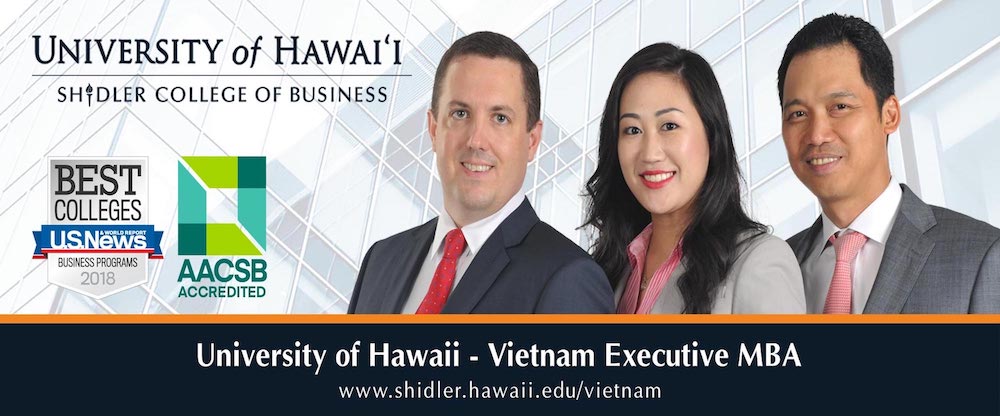 UNIVERSITY of HAWAI‘I
SHIDLER COLLEGE OF BUSINESS
BEST
COLLEGES
U.S.News
& WORLD REPORT
BUSINESS PROGRAMS
2018
AACSB
ACCREDITED
University of Hawaii - Vietnam Executive MBA
www.shidler.hawaii.edu/vietnam